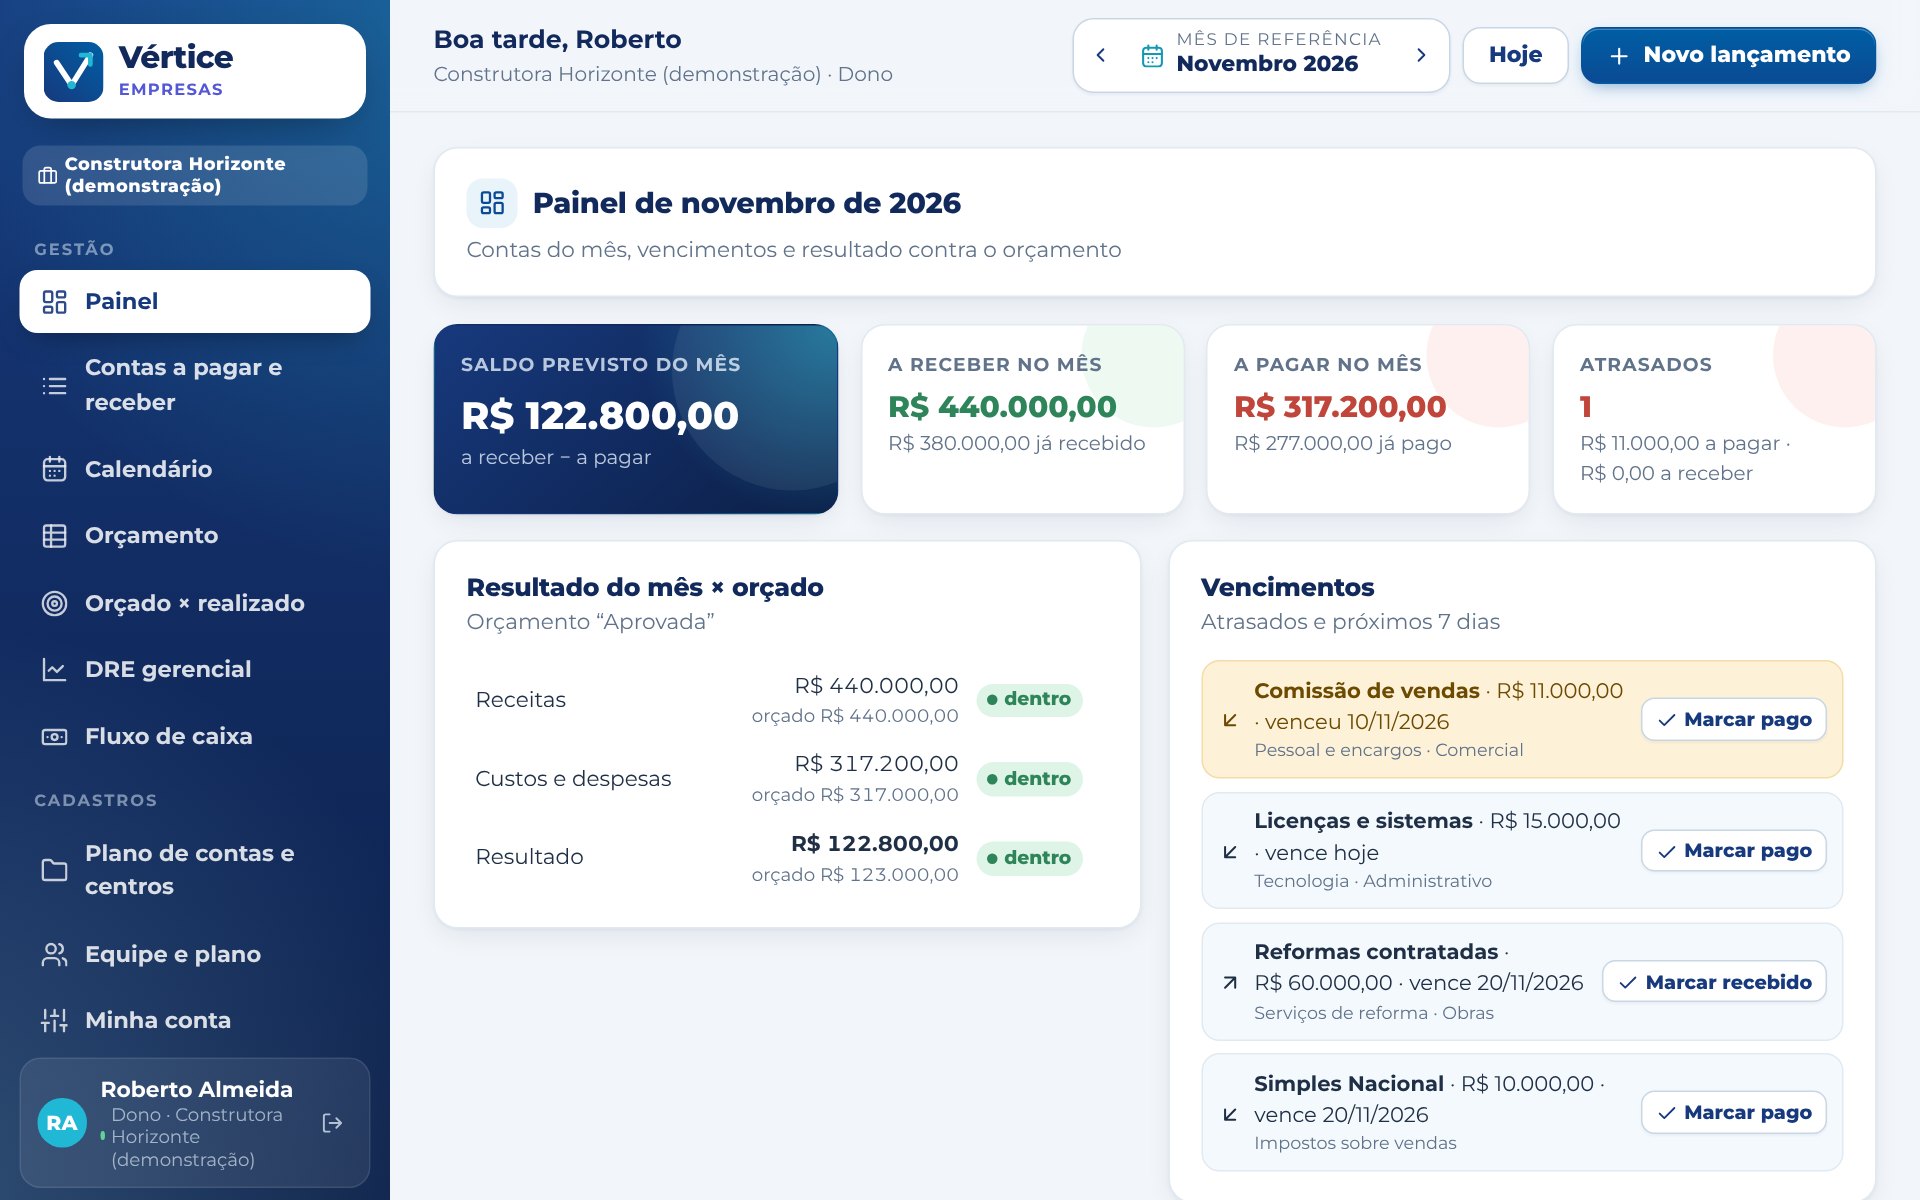 Vértice
EMPRESAS
Construtora Horizonte
(demonstração)
GESTÃO
Painel
Contas a pagar e
receber
Calendário
Orçamento
Orçado × realizado
DRE gerencial
Fluxo de caixa
CADASTROS
Plano de contas e
centros
Equipe e plano
Minha conta
RA
Roberto Almeida
Dono · Construtora
Horizonte
(demonstração)
Boa tarde, Roberto
Construtora Horizonte (demonstração) · Dono
MÊS DE REFERÊNCIA
Novembro 2026
Hoje
Novo lançamento
Painel de novembro de 2026
Contas do mês, vencimentos e resultado contra o orçamento
SALDO PREVISTO DO MÊS
R$ 122.800,00
a receber − a pagar
A RECEBER NO MÊS
R$ 440.000,00
R$ 380.000,00 já recebido
A PAGAR NO MÊS
R$ 317.200,00
R$ 277.000,00 já pago
ATRASADOS
1
R$ 11.000,00 a pagar ·
R$ 0,00 a receber
Resultado do mês × orçado
Orçamento “Aprovada”
Receitas
R$ 440.000,00
orçado R$ 440.000,00
dentro
Custos e despesas
R$ 317.200,00
orçado R$ 317.000,00
dentro
Resultado
R$ 122.800,00
orçado R$ 123.000,00
dentro
Vencimentos
Atrasados e próximos 7 dias
Comissão de vendas · R$ 11.000,00
· venceu 10/11/2026
Pessoal e encargos · Comercial
Marcar pago
Licenças e sistemas · R$ 15.000,00
· vence hoje
Tecnologia · Administrativo
Marcar pago
Reformas contratadas ·
R$ 60.000,00 · vence 20/11/2026
Serviços de reforma · Obras
Marcar recebido
Simples Nacional · R$ 10.000,00 ·
vence 20/11/2026
Impostos sobre vendas
Marcar pago